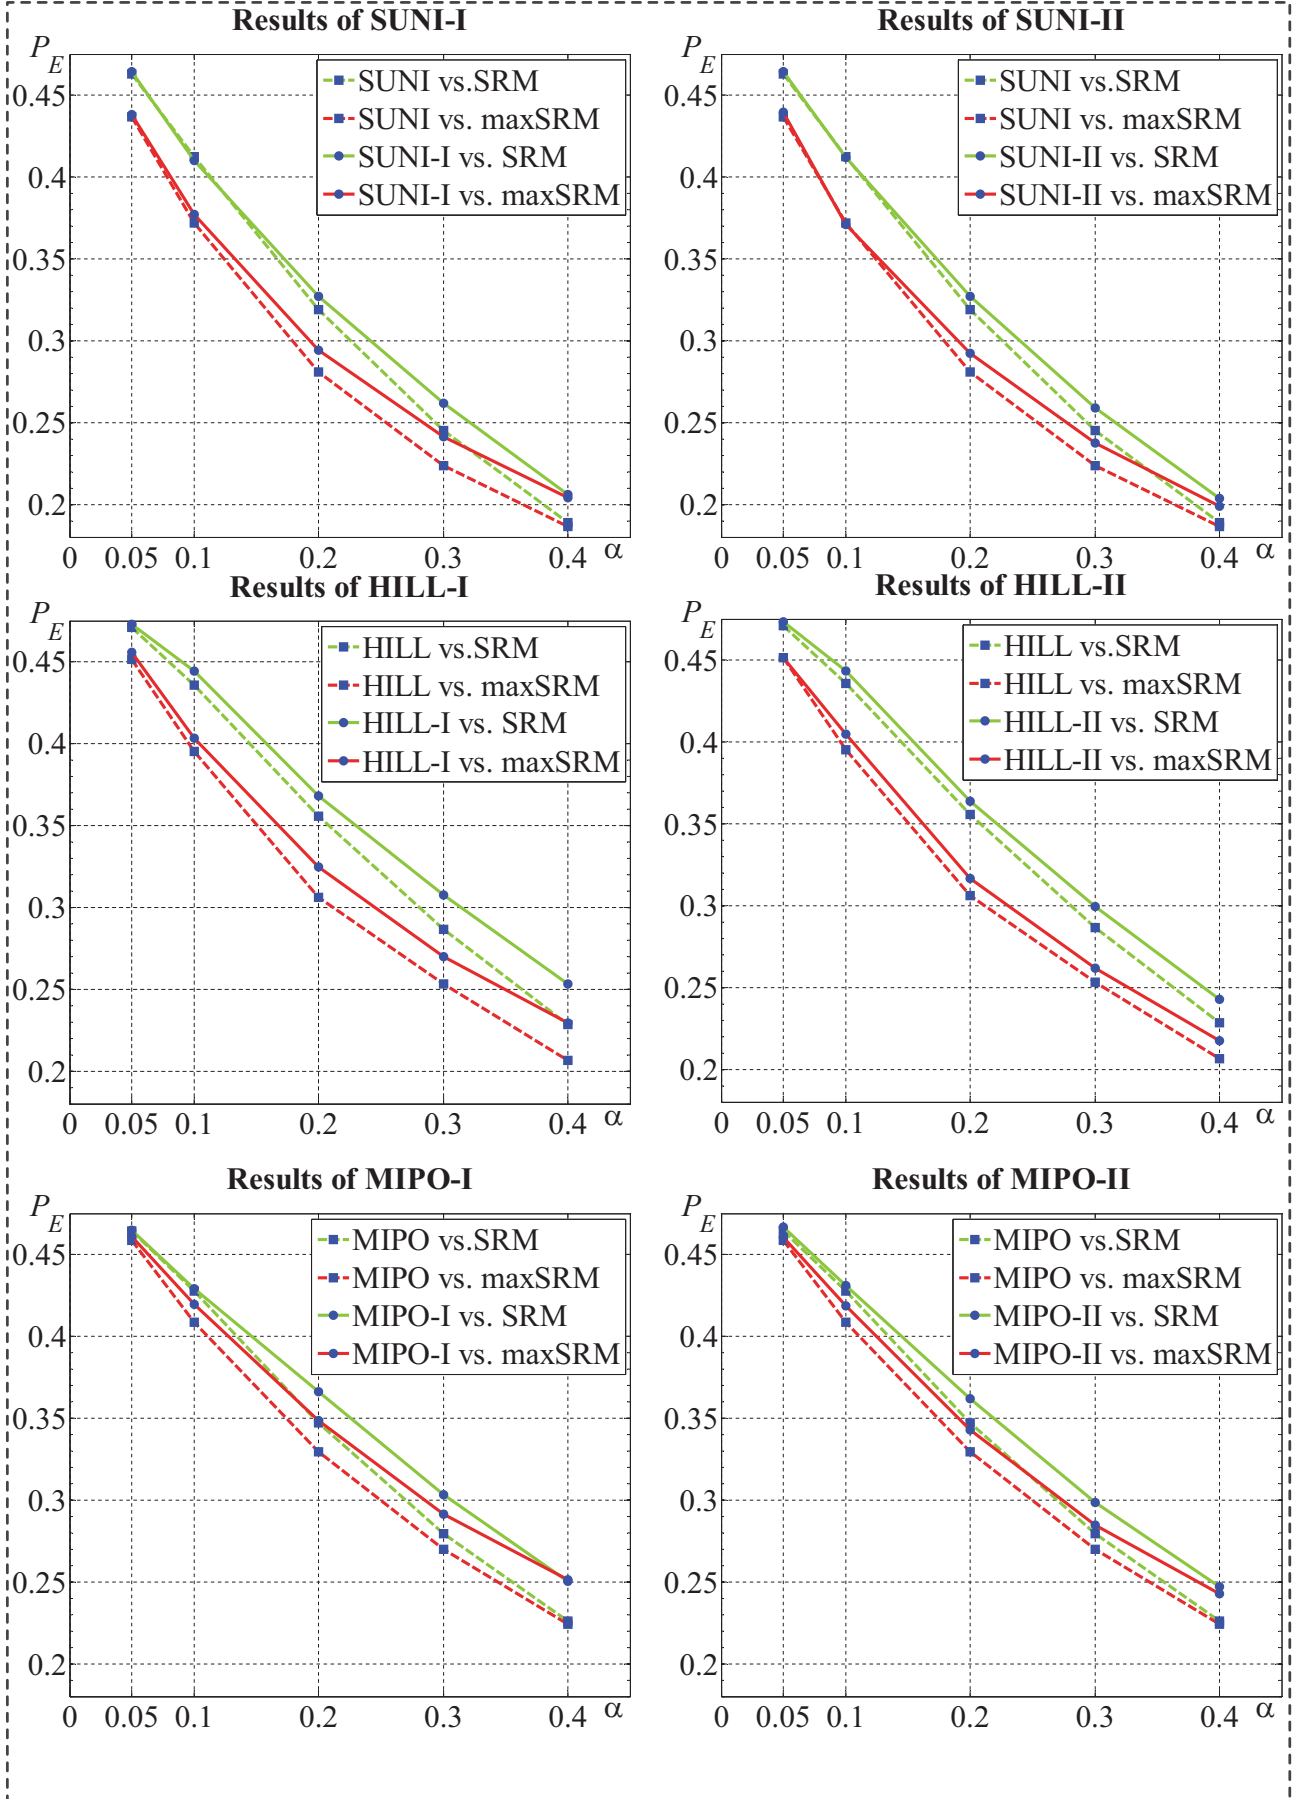 Results of SUNI-I
P_E
SUNI vs.SRM
SUNI vs. maxSRM
SUNI-I vs. SRM
SUNI-I vs. maxSRM
0.45
0.4
0.35
0.3
0.25
0.2
0 0.05 0.1 0.2 0.3 0.4 α
Results of SUNI-II
P_E
SUNI vs.SRM
SUNI vs. maxSRM
SUNI-II vs. SRM
SUNI-II vs. maxSRM
0.45
0.4
0.35
0.3
0.25
0.2
0 0.05 0.1 0.2 0.3 0.4 α
Results of HILL-I
P_E
HILL vs.SRM
HILL vs. maxSRM
HILL-I vs. SRM
HILL-I vs. maxSRM
0.45
0.4
0.35
0.3
0.25
0.2
0 0.05 0.1 0.2 0.3 0.4 α
Results of HILL-II
P_E
HILL vs.SRM
HILL vs. maxSRM
HILL-II vs. SRM
HILL-II vs. maxSRM
0.45
0.4
0.35
0.3
0.25
0.2
0 0.05 0.1 0.2 0.3 0.4 α
Results of MIPO-I
P_E
MIPO vs.SRM
MIPO vs. maxSRM
MIPO-I vs. SRM
MIPO-I vs. maxSRM
0.45
0.4
0.35
0.3
0.25
0.2
0 0.05 0.1 0.2 0.3 0.4 α
Results of MIPO-II
P_E
MIPO vs.SRM
MIPO vs. maxSRM
MIPO-II vs. SRM
MIPO-II vs. maxSRM
0.45
0.4
0.35
0.3
0.25
0.2
0 0.05 0.1 0.2 0.3 0.4 α